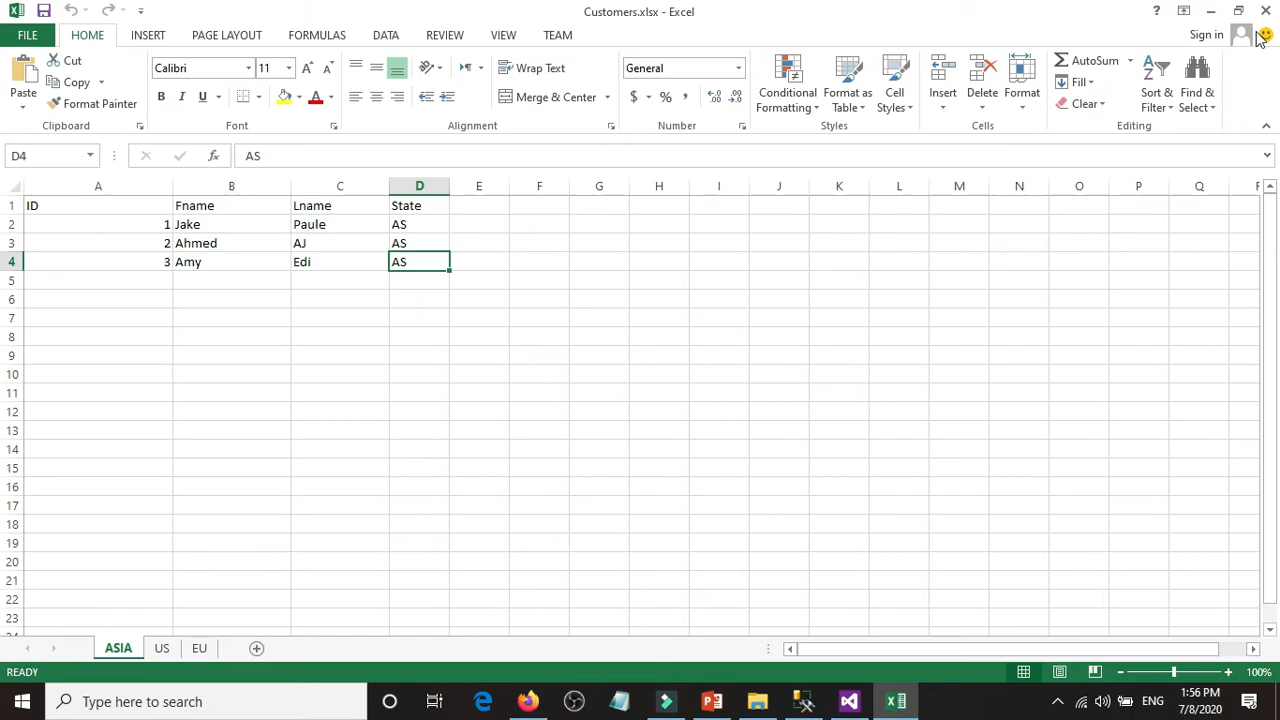 Customers.xlsx - Excel
?
FILE HOME INSERT PAGE LAYOUT FORMULAS DATA REVIEW VIEW TEAM Sign in
Paste
Cut
Copy
Format Painter
Clipboard
Calibri 11
B I U
Font
Wrap Text
Merge & Center
Alignment
General
$ % ,
Number
Conditional Formatting
Format as Table
Cell Styles
Styles
Insert Delete Format
Cells
AutoSum
Fill
Clear
Sort & Filter
Find & Select
Editing
D4 fx AS
A B C D E F G H I J K L M N O P Q
1 ID Fname Lname State
2 1 Jake Paule AS
3 2 Ahmed AJ AS
4 3 Amy Edi AS
5
6
7
8
9
10
11
12
13
14
15
16
17
18
19
20
21
22
23
ASIA US EU
READY 100%
Type here to search
ENG
1:56 PM
7/8/2020